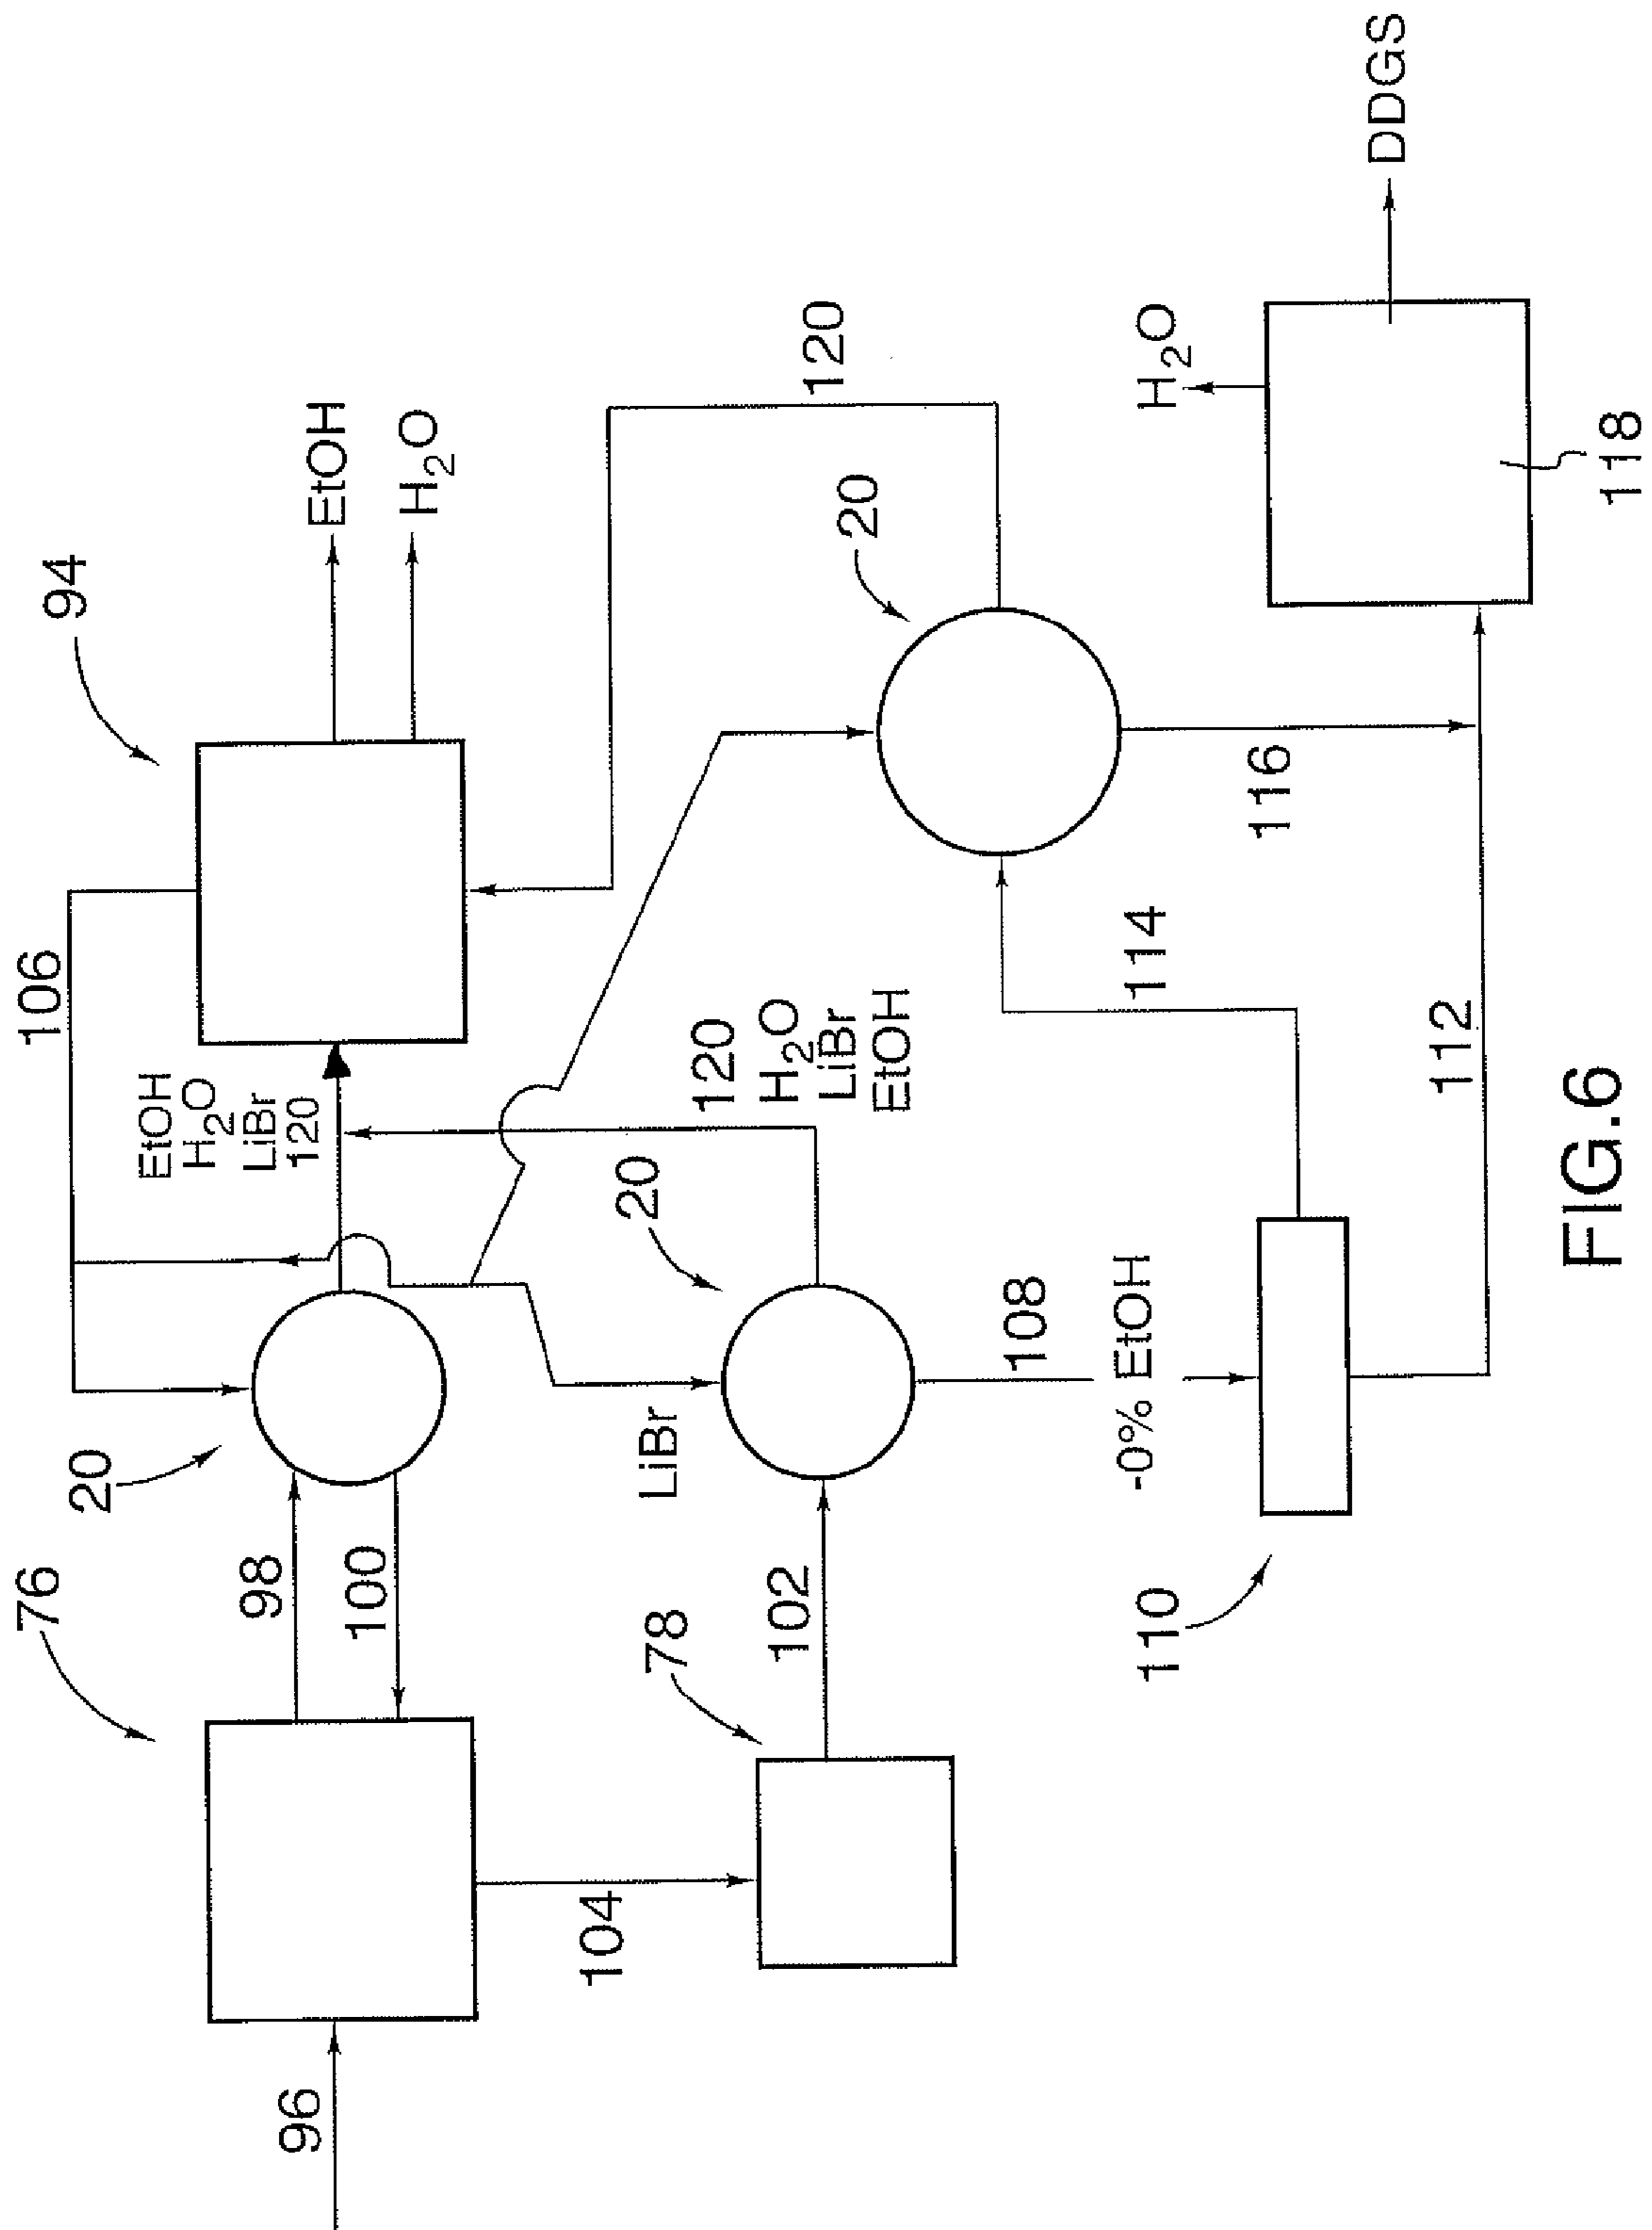 96
76
98
100
104
78
102
20
106
EtOH
H₂O
LiBr
120
94
EtOH
H₂O
LiBr
20
120
H₂O
LiBr
EtOH
108
-0% EtOH
110
114
112
20
120
116
118
H₂O
DDGS
FIG.6